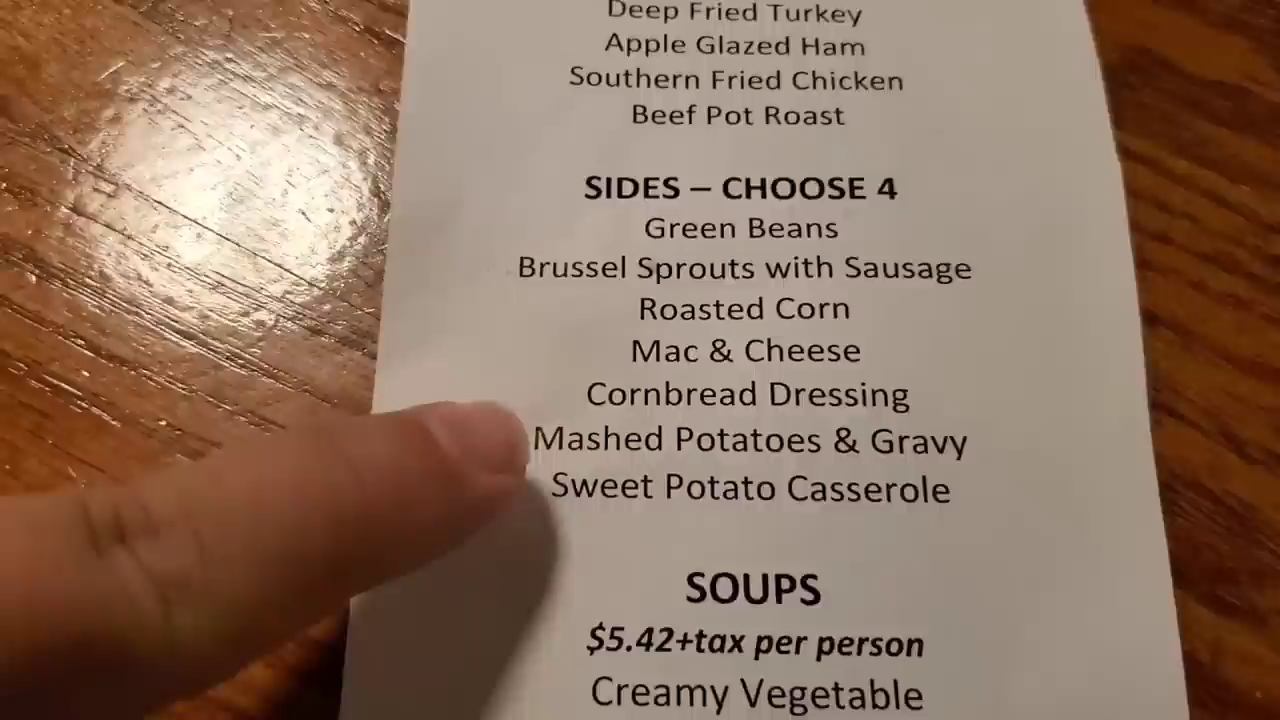 Deep Fried Turkey
Apple Glazed Ham
Southern Fried Chicken
Beef Pot Roast
SIDES – CHOOSE 4
Green Beans
Brussel Sprouts with Sausage
Roasted Corn
Mac & Cheese
Cornbread Dressing
Mashed Potatoes & Gravy
Sweet Potato Casserole
SOUPS
$5.42+tax per person
Creamy Vegetable